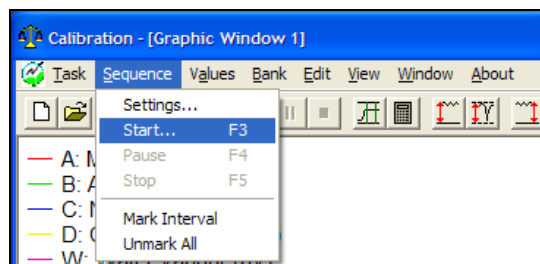 Calibration - [Graphic Window 1]
Task Sequence Values Bank Edit View Window About
Settings...
Start... F3
Pause F4
Stop F5
Mark Interval
Unmark All
A:
B:
C:
D:
W: